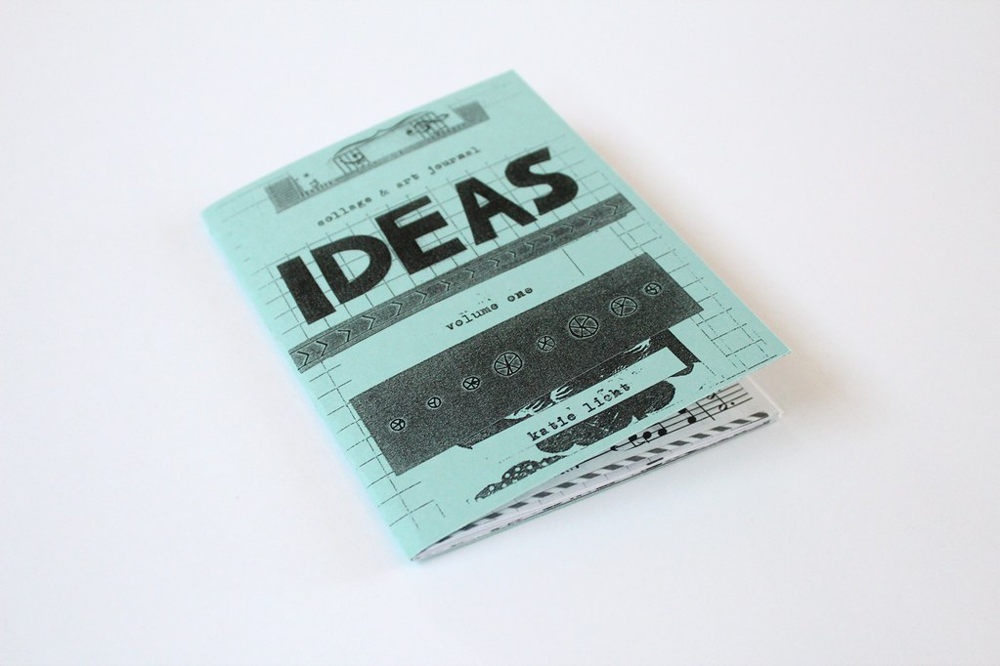 collage & art journal
IDEAS
volume one
katie licht